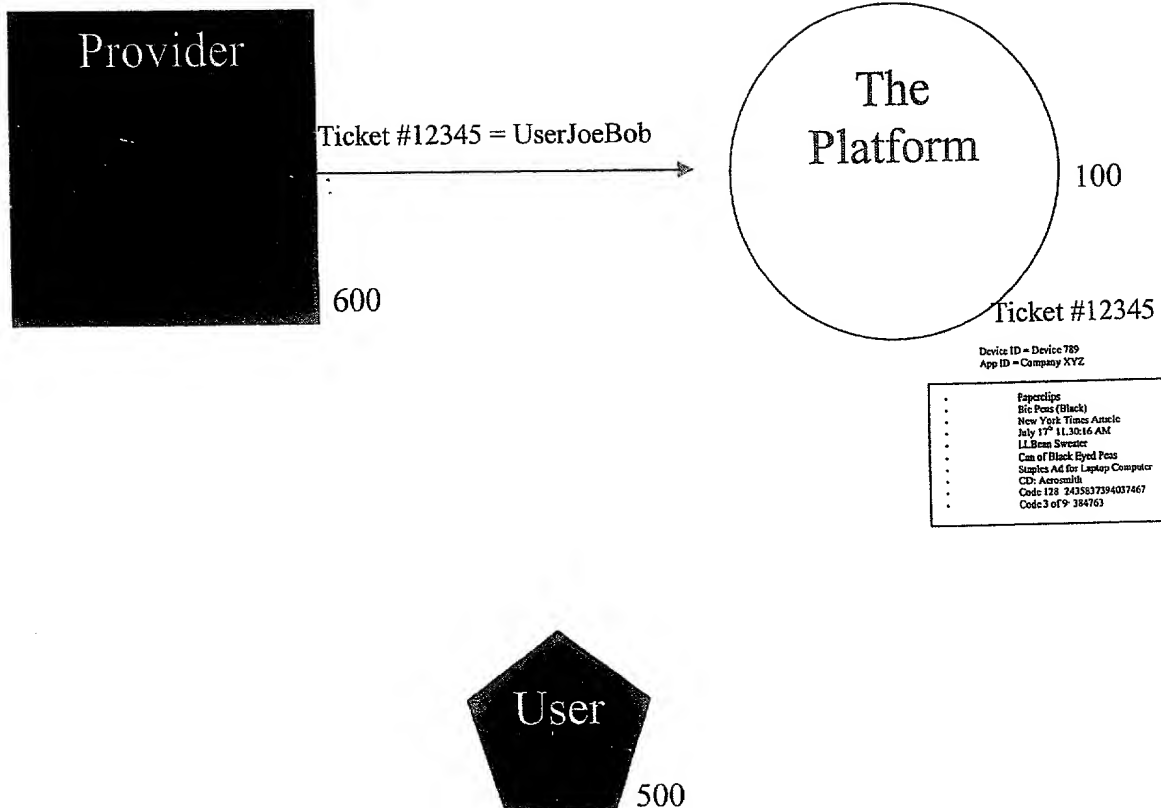 Provider
The
Platform
Ticket #12345 = UserJoeBob
100
600
Ticket #12345
Device ID = Device 789
App ID = Company XYZ
• Paperclips
• Bic Pens (Black)
• New York Times Article
• July 17th 11.30:16 AM
• LLBean Sweater
• Can of Black Eyed Peas
• Staples Ad for Laptop Computer
• CD: Aerosmith
• Code 128 2435837394037467
• Code 3 of 9 384763
User
500